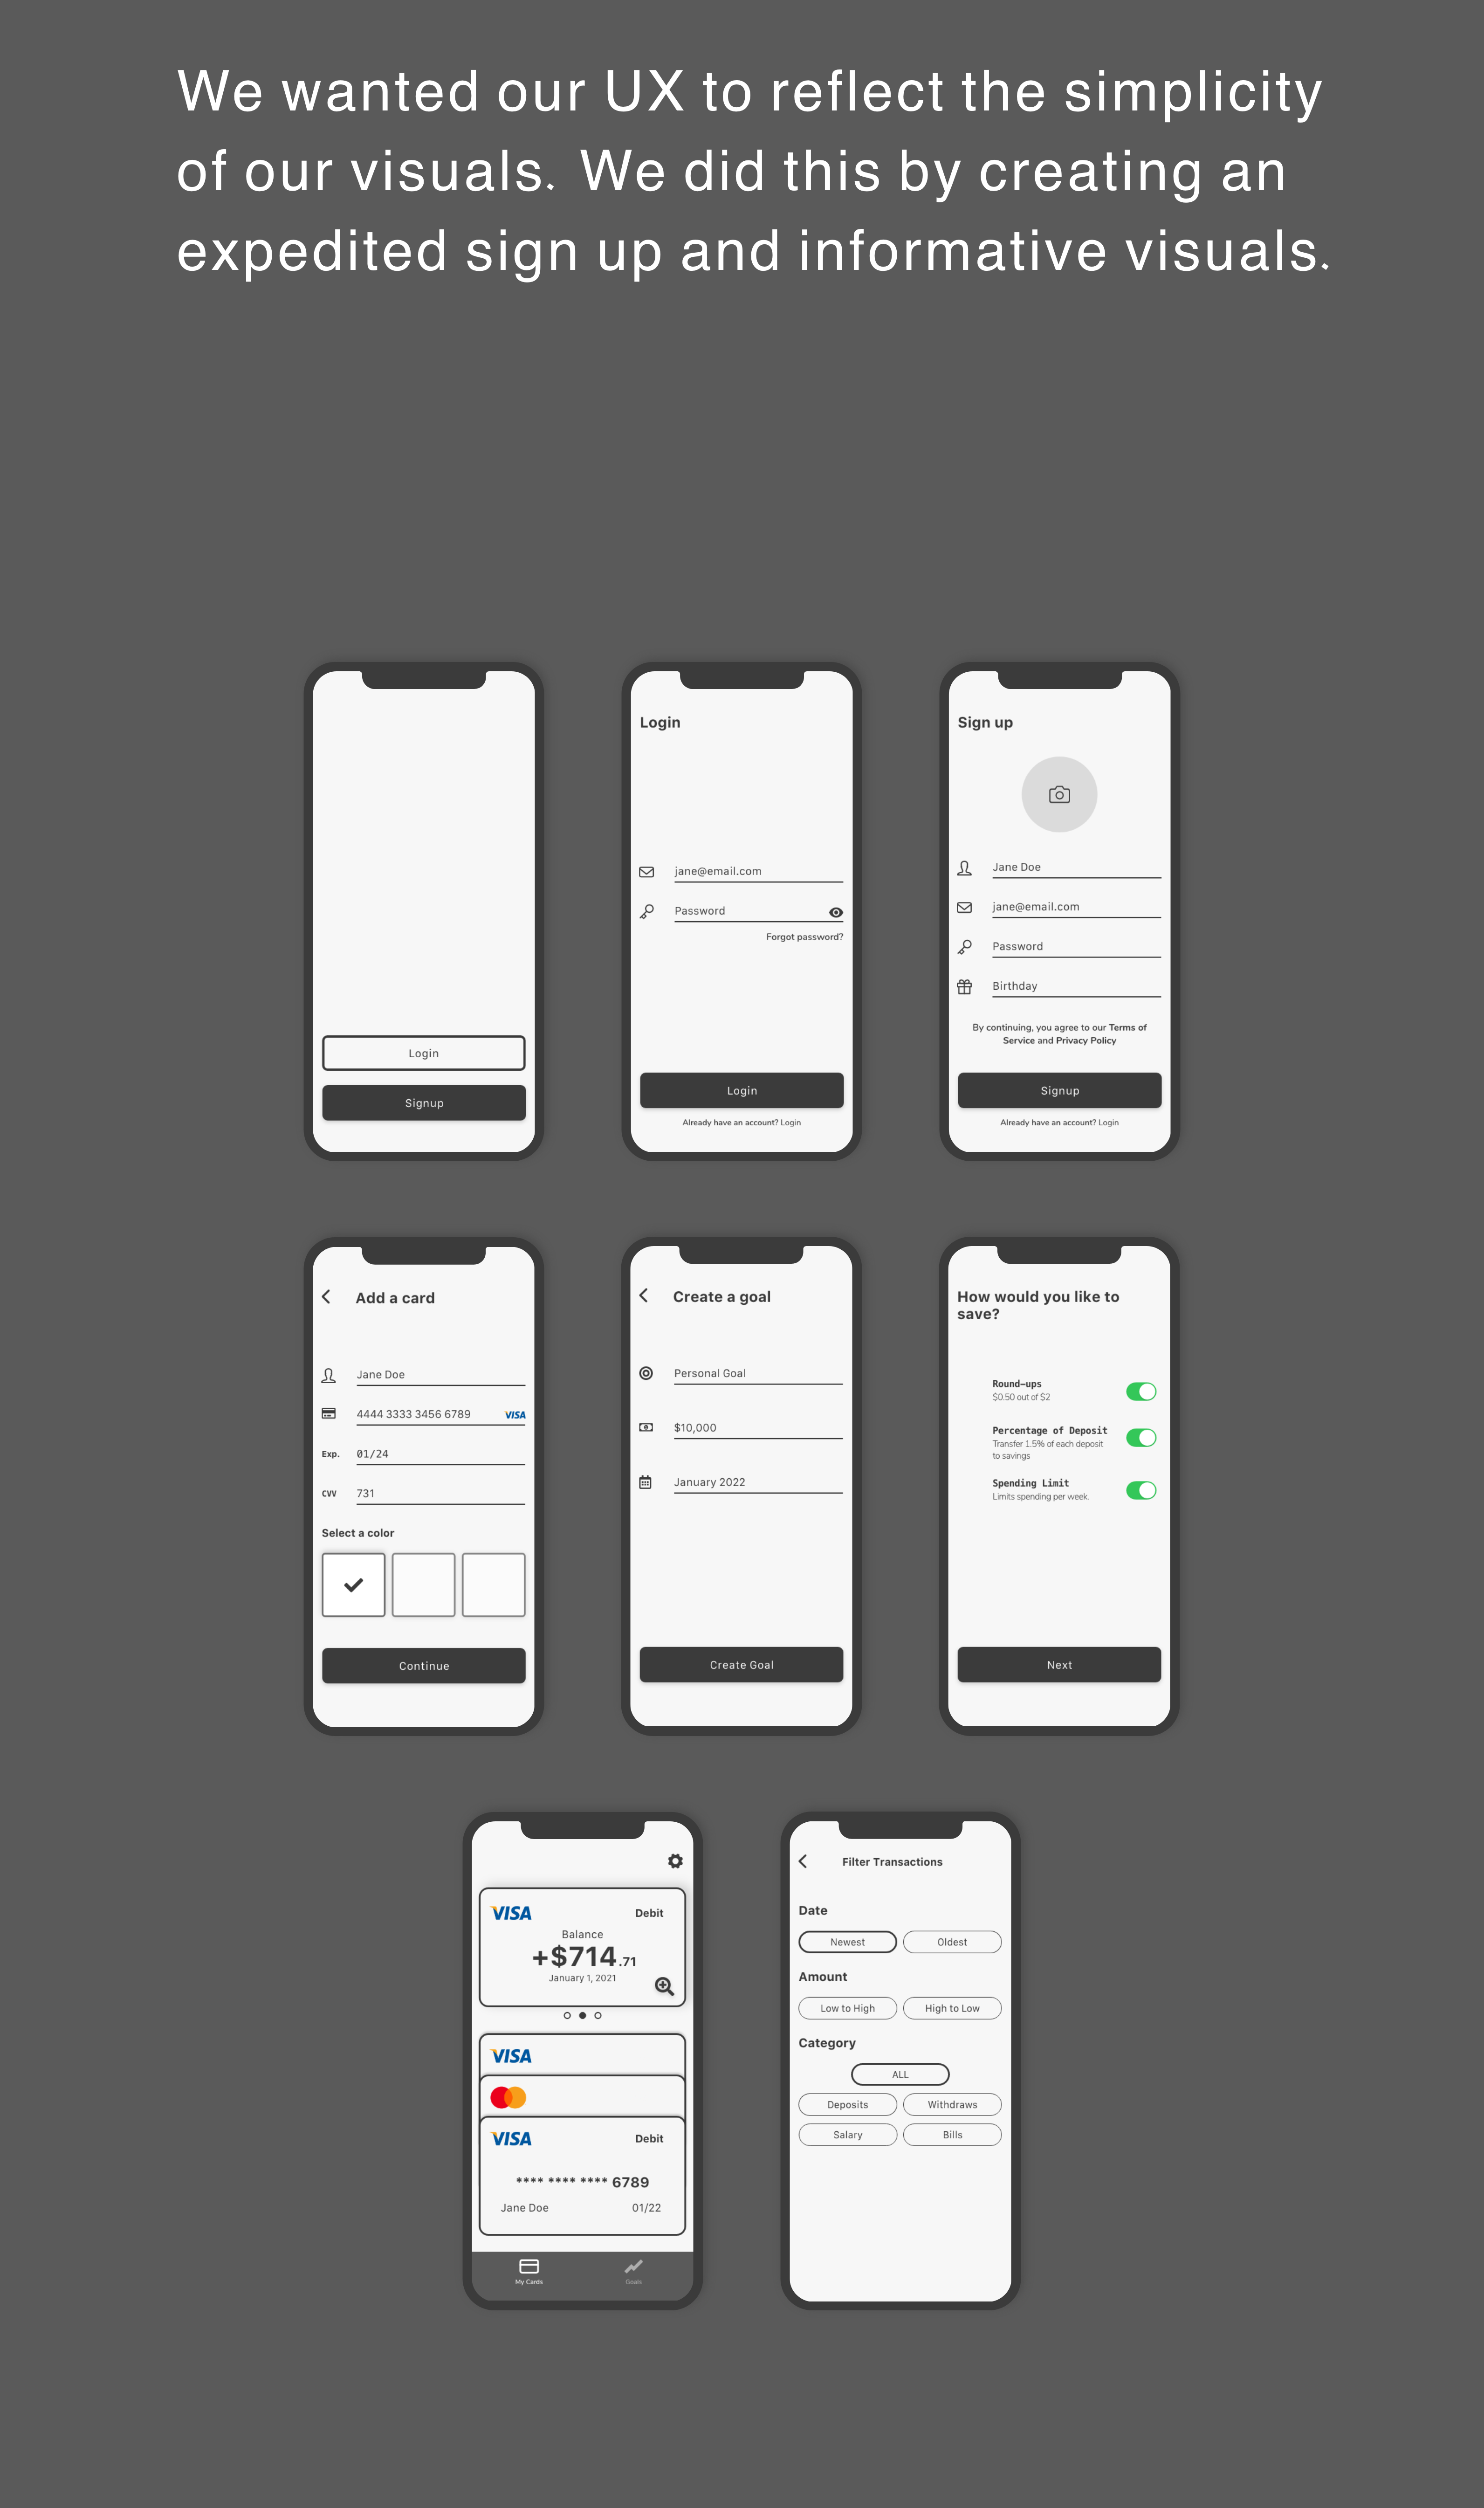 We wanted our UX to reflect the simplicity
of our visuals. We did this by creating an
expedited sign up and informative visuals.
Login
Signup
Login
jane@email.com
Password
Forgot password?
Login
Already have an account? Login
Sign up
Jane Doe
jane@email.com
Password
Birthday
By continuing, you agree to our Terms of
Service and Privacy Policy
Signup
Already have an account? Login
Add a card
Jane Doe
4444 3333 3456 6789 VISA
Exp. 01/24
CVV 731
Select a color
Continue
Create a goal
Personal Goal
$10,000
January 2022
Create Goal
How would you like to
save?
Round-ups
$0.50 out of $2
Percentage of Deposit
Transfer 1.5% of each deposit
to savings
Spending Limit
Limits spending per week.
Next
VISA Debit
Balance
+$714.71
January 1, 2021
VISA
VISA Debit
**** **** **** 6789
Jane Doe 01/22
My Cards Goals
Filter Transactions
Date
Newest Oldest
Amount
Low to High High to Low
Category
ALL
Deposits Withdraws
Salary Bills